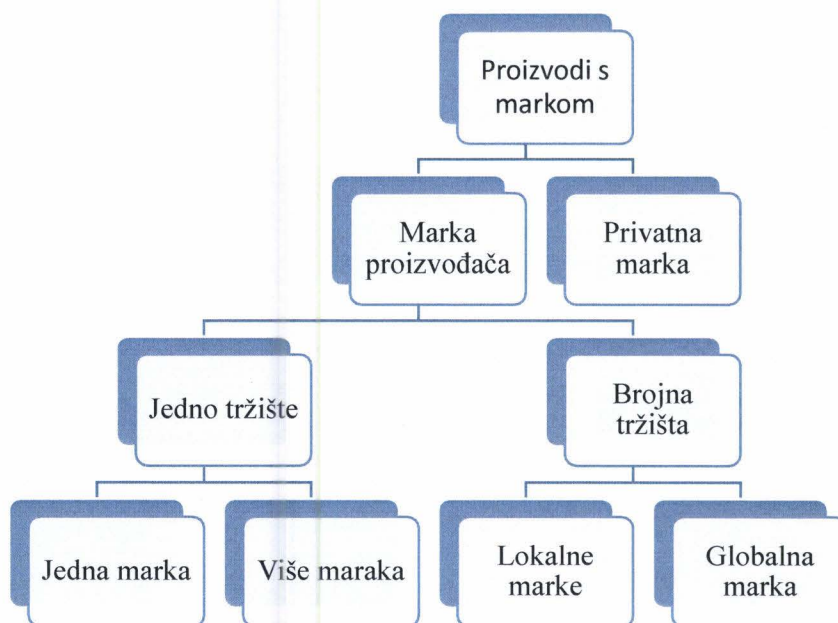 Proizvodi s
markom
Marka
proizvođača
Privatna
marka
Jedno tržište
Brojna
tržišta
Jedna marka
Više maraka
Lokalne
marke
Globalna
marka